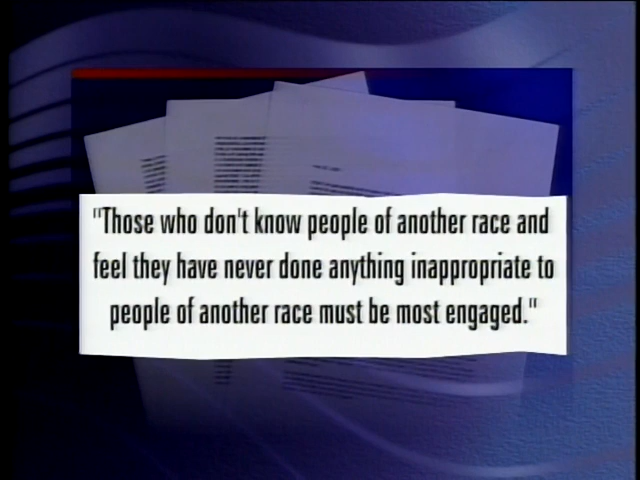 "Those who don't know people of another race and
feel they have never done anything inappropriate to
people of another race must be most engaged."